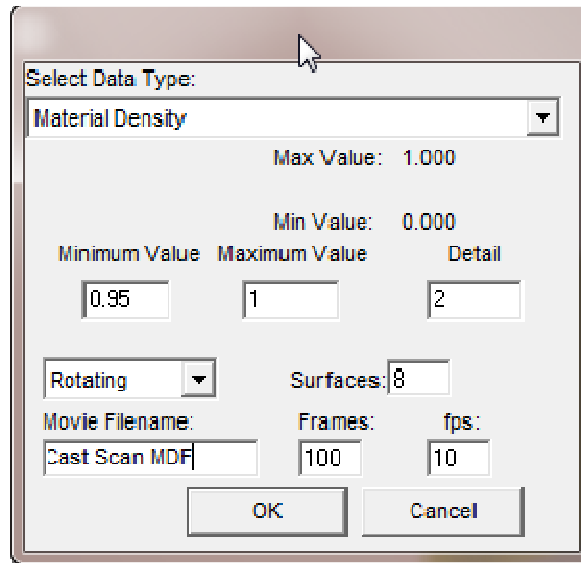 Select Data Type:
Material Density
Max Value: 1.000
Min Value: 0.000
Minimum Value Maximum Value Detail
0.95 1 2
Rotating Surfaces: 8
Movie Filename: Frames: fps:
Cast Scan MDF 100 10
OK Cancel